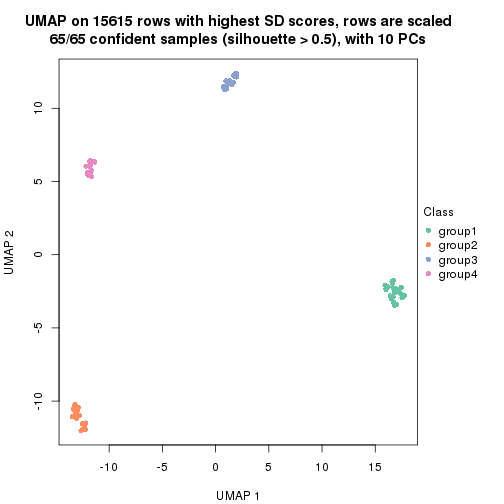 UMAP on 15615 rows with highest SD scores, rows are scaled
65/65 confident samples (silhouette > 0.5), with 10 PCs
10
5
0
-5
-10
UMAP 2
-10
-5
0
5
10
15
UMAP 1
Class
group1
group2
group3
group4